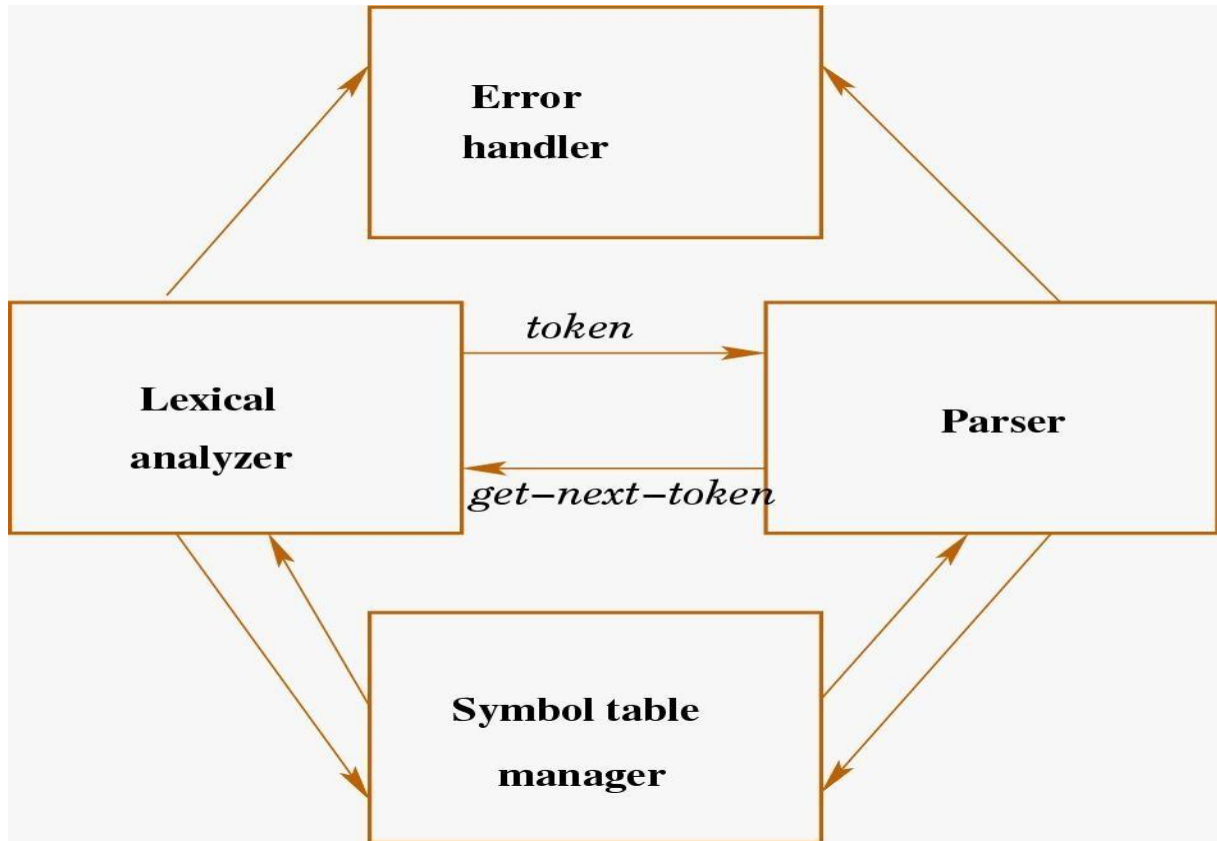 Error
handler
token
Lexical
analyzer
Parser
get−next−token
Symbol table
manager